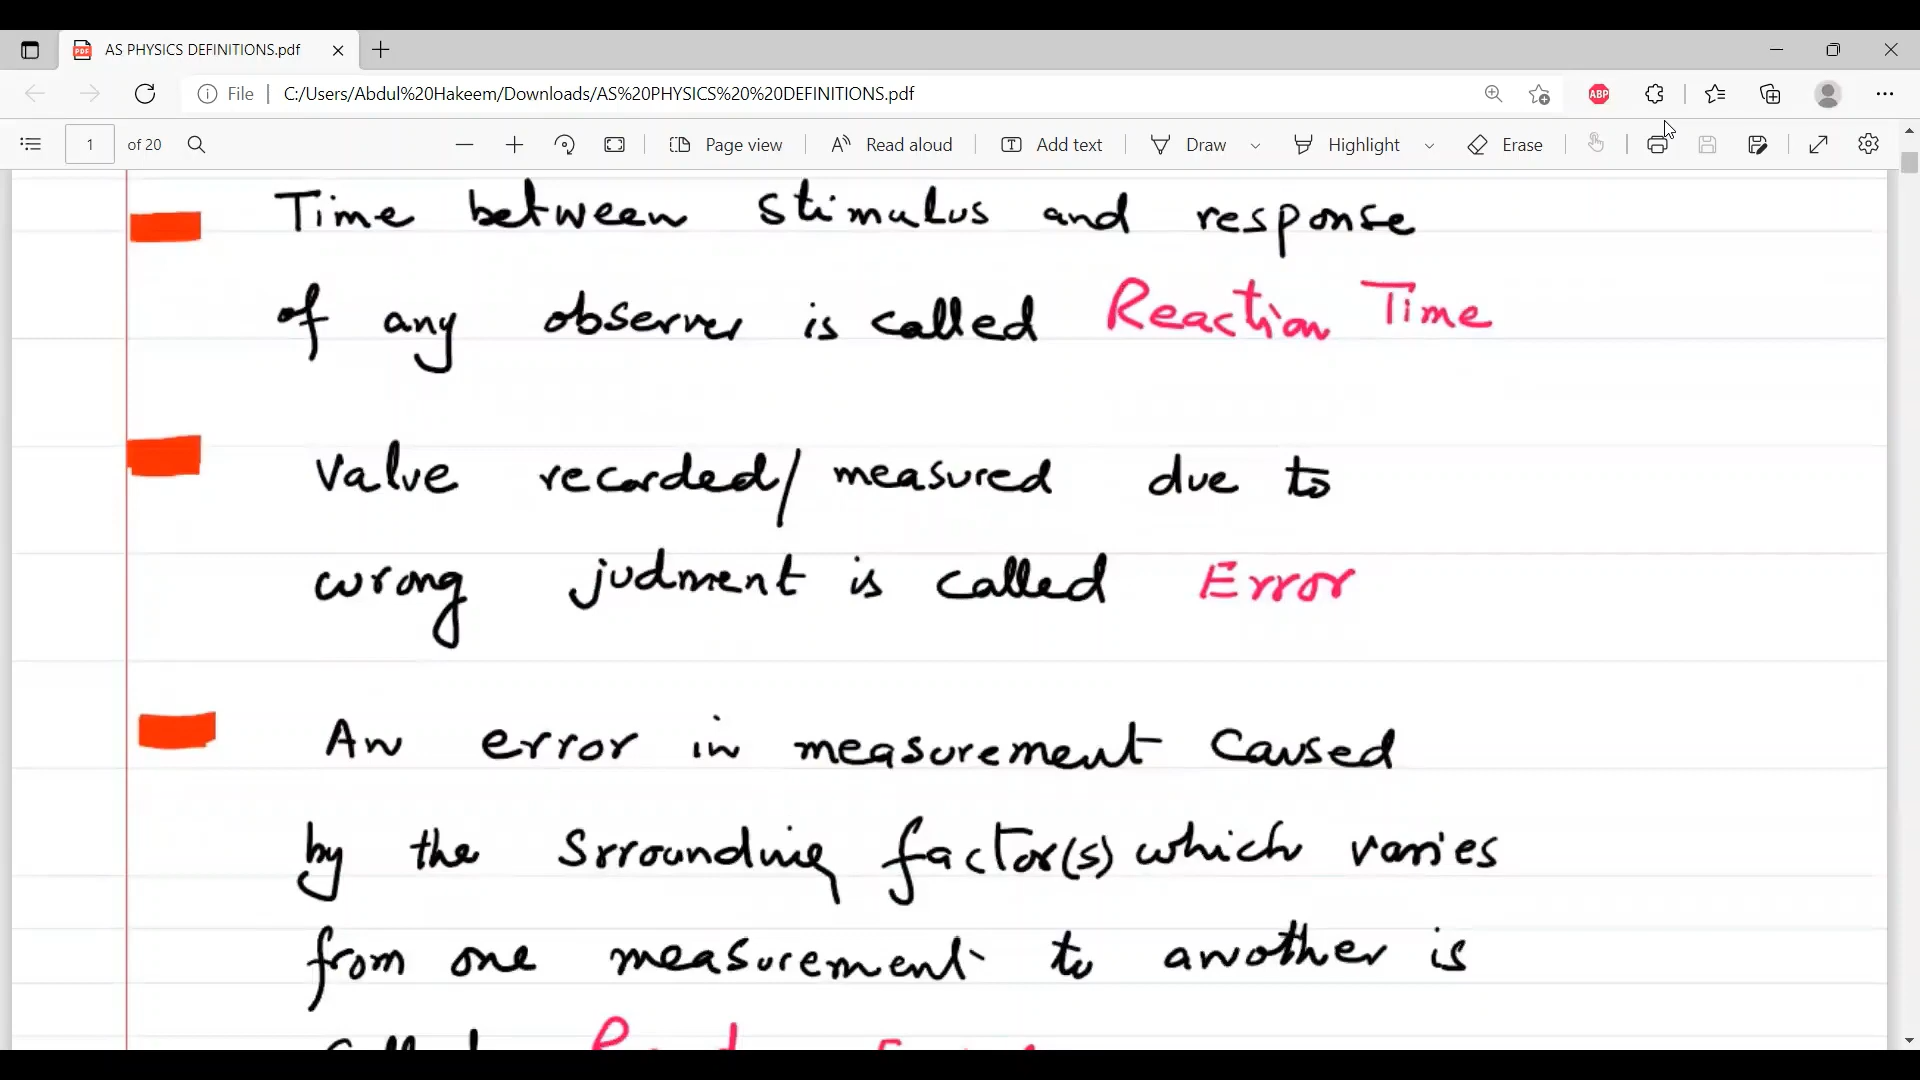 AS PHYSICS DEFINITIONS.pdf
File C:/Users/Abdul%20Hakeem/Downloads/AS%20PHYSICS%20%20DEFINITIONS.pdf
ABP
1 of 20 Page view Read aloud Add text Draw Highlight Erase
Time between stimulus and response
of any observer is called Reaction Time
Value recorded/ measured due to
wrong judment is called Error
An error in measurement caused
by the srrounding factor(s) which varies
from one measurement to another is